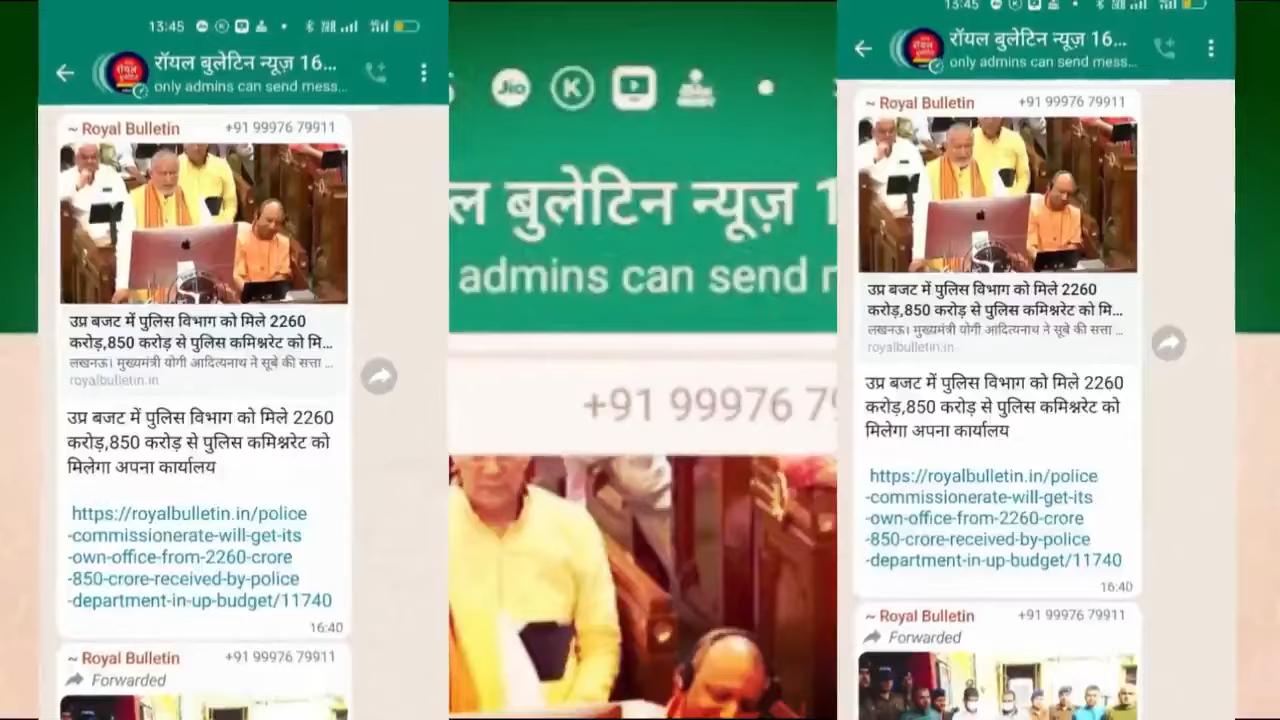 13:45
रॉयल बुलेटिन न्यूज़ 16...
only admins can send mess...
~ Royal Bulletin +91 99976 79911
उप्र बजट में पुलिस विभाग को मिले 2260
करोड़,850 करोड़ से पुलिस कमिश्नरेट को मि...
लखनऊ। मुख्यमंत्री योगी आदित्यनाथ ने सूबे की सत्ता ...
royalbulletin.in
उप्र बजट में पुलिस विभाग को मिले 2260
करोड़,850 करोड़ से पुलिस कमिश्नरेट को
मिलेगा अपना कार्यालय
https://royalbulletin.in/police
-commissionerate-will-get-its
-own-office-from-2260-crore
-850-crore-received-by-police
-department-in-up-budget/11740
16:40
~ Royal Bulletin +91 99976 79911
Forwarded
Jio K
ल बुलेटिन न्यूज़ 1
admins can send
+91 99976 7
13:45
रॉयल बुलेटिन न्यूज़ 16...
only admins can send mess...
~ Royal Bulletin +91 99976 79911
उप्र बजट में पुलिस विभाग को मिले 2260
करोड़,850 करोड़ से पुलिस कमिश्नरेट को मि...
लखनऊ। मुख्यमंत्री योगी आदित्यनाथ ने सूबे की सत्ता ...
royalbulletin.in
उप्र बजट में पुलिस विभाग को मिले 2260
करोड़,850 करोड़ से पुलिस कमिश्नरेट को
मिलेगा अपना कार्यालय
https://royalbulletin.in/police
-commissionerate-will-get-its
-own-office-from-2260-crore
-850-crore-received-by-police
-department-in-up-budget/11740
16:40
~ Royal Bulletin +91 99976 79911
Forwarded